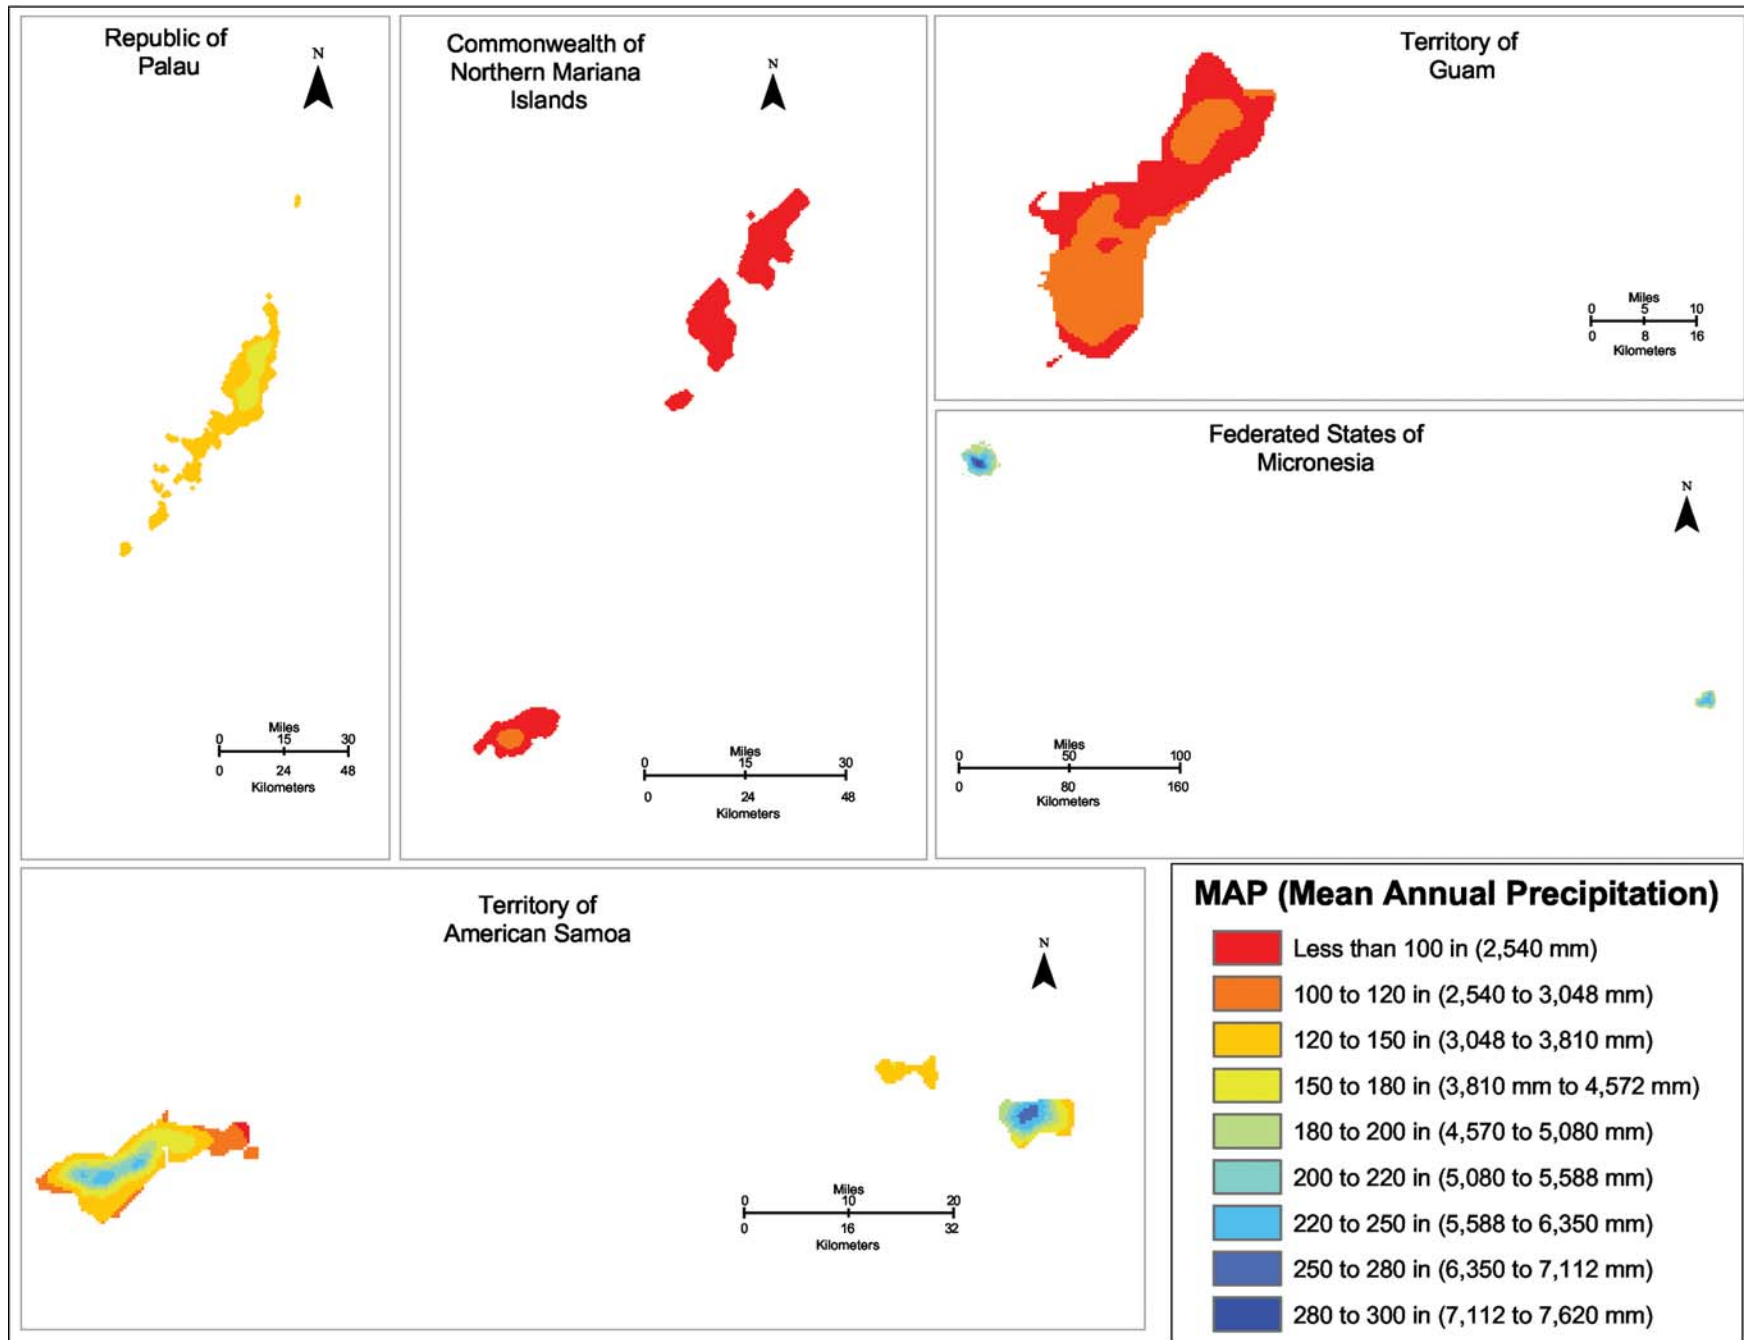 Republic of
Palau
N
Miles
0 15 30
0 24 48
Kilometers
Commonwealth of
Northern Mariana
Islands
N
Miles
0 15 30
0 24 48
Kilometers
Territory of
Guam
Miles
0 5 10
0 8 16
Kilometers
Federated States of
Micronesia
N
Miles
0 50 100
0 80 160
Kilometers
Territory of
American Samoa
N
Miles
0 10 20
0 16 32
Kilometers
MAP (Mean Annual Precipitation)
Less than 100 in (2,540 mm)
100 to 120 in (2,540 to 3,048 mm)
120 to 150 in (3,048 to 3,810 mm)
150 to 180 in (3,810 mm to 4,572 mm)
180 to 200 in (4,570 to 5,080 mm)
200 to 220 in (5,080 to 5,588 mm)
220 to 250 in (5,588 to 6,350 mm)
250 to 280 in (6,350 to 7,112 mm)
280 to 300 in (7,112 to 7,620 mm)